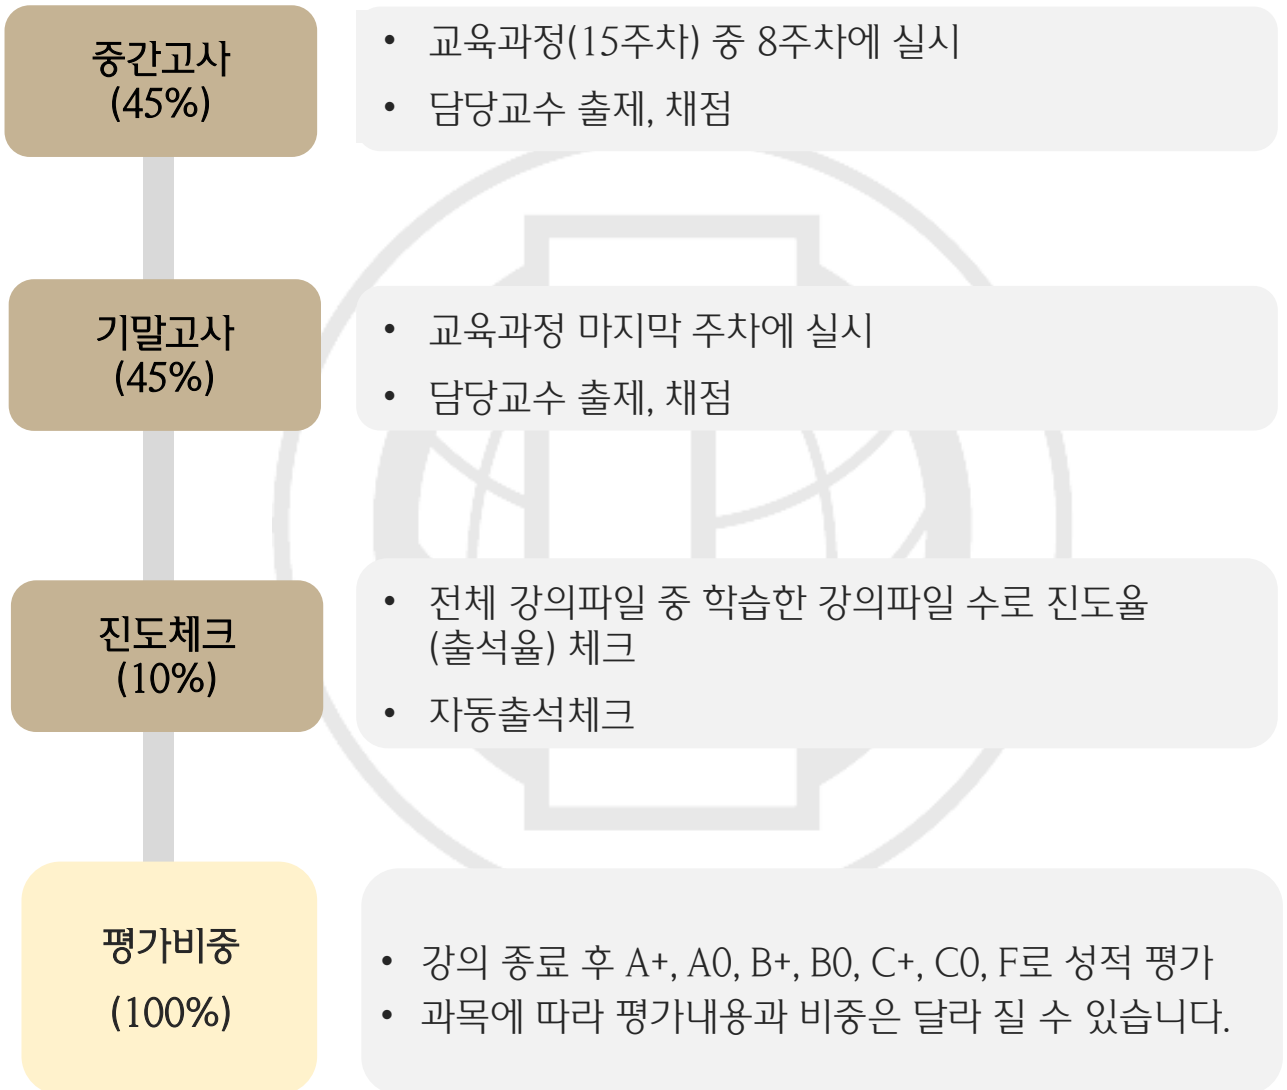 중간고사
(45%)
• 교육과정(15주차) 중 8주차에 실시
• 담당교수 출제, 채점
기말고사
(45%)
• 교육과정 마지막 주차에 실시
• 담당교수 출제, 채점
진도체크
(10%)
• 전체 강의파일 중 학습한 강의파일 수로 진도율
(출석율) 체크
• 자동출석체크
평가비중
(100%)
• 강의 종료 후 A+, A0, B+, B0, C+, C0, F로 성적 평가
• 과목에 따라 평가내용과 비중은 달라 질 수 있습니다.